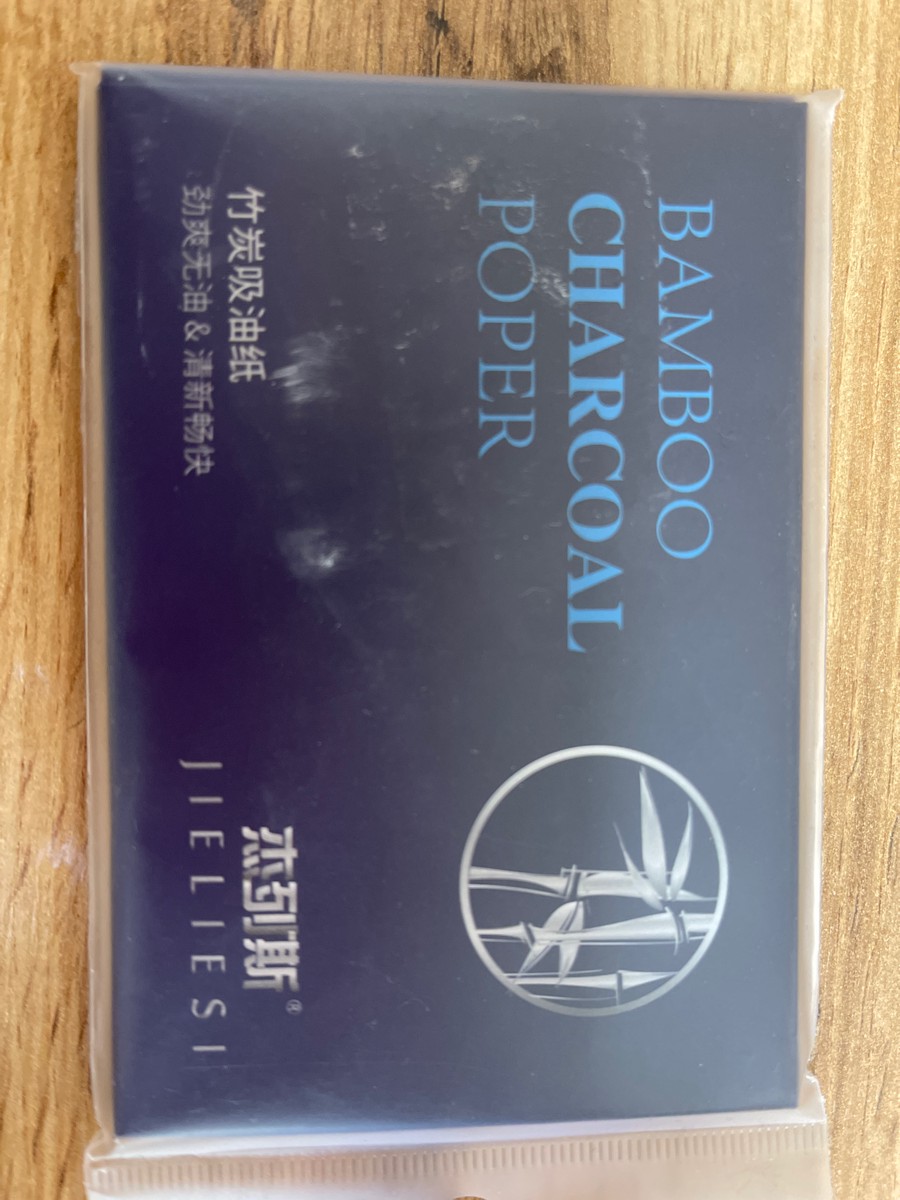 BAMBOO
CHARCOAL
POPER
竹炭吸油纸
劲爽无油 & 清新畅快
杰列斯®
JIELIESI